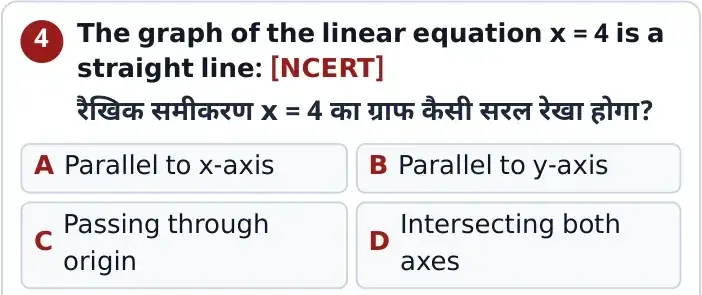 4 The graph of the linear equation x = 4 is a
straight line: [NCERT]
रैखिक समीकरण x = 4 का ग्राफ कैसी सरल रेखा होगा?
A Parallel to x-axis
B Parallel to y-axis
C Passing through
origin
D Intersecting both
axes